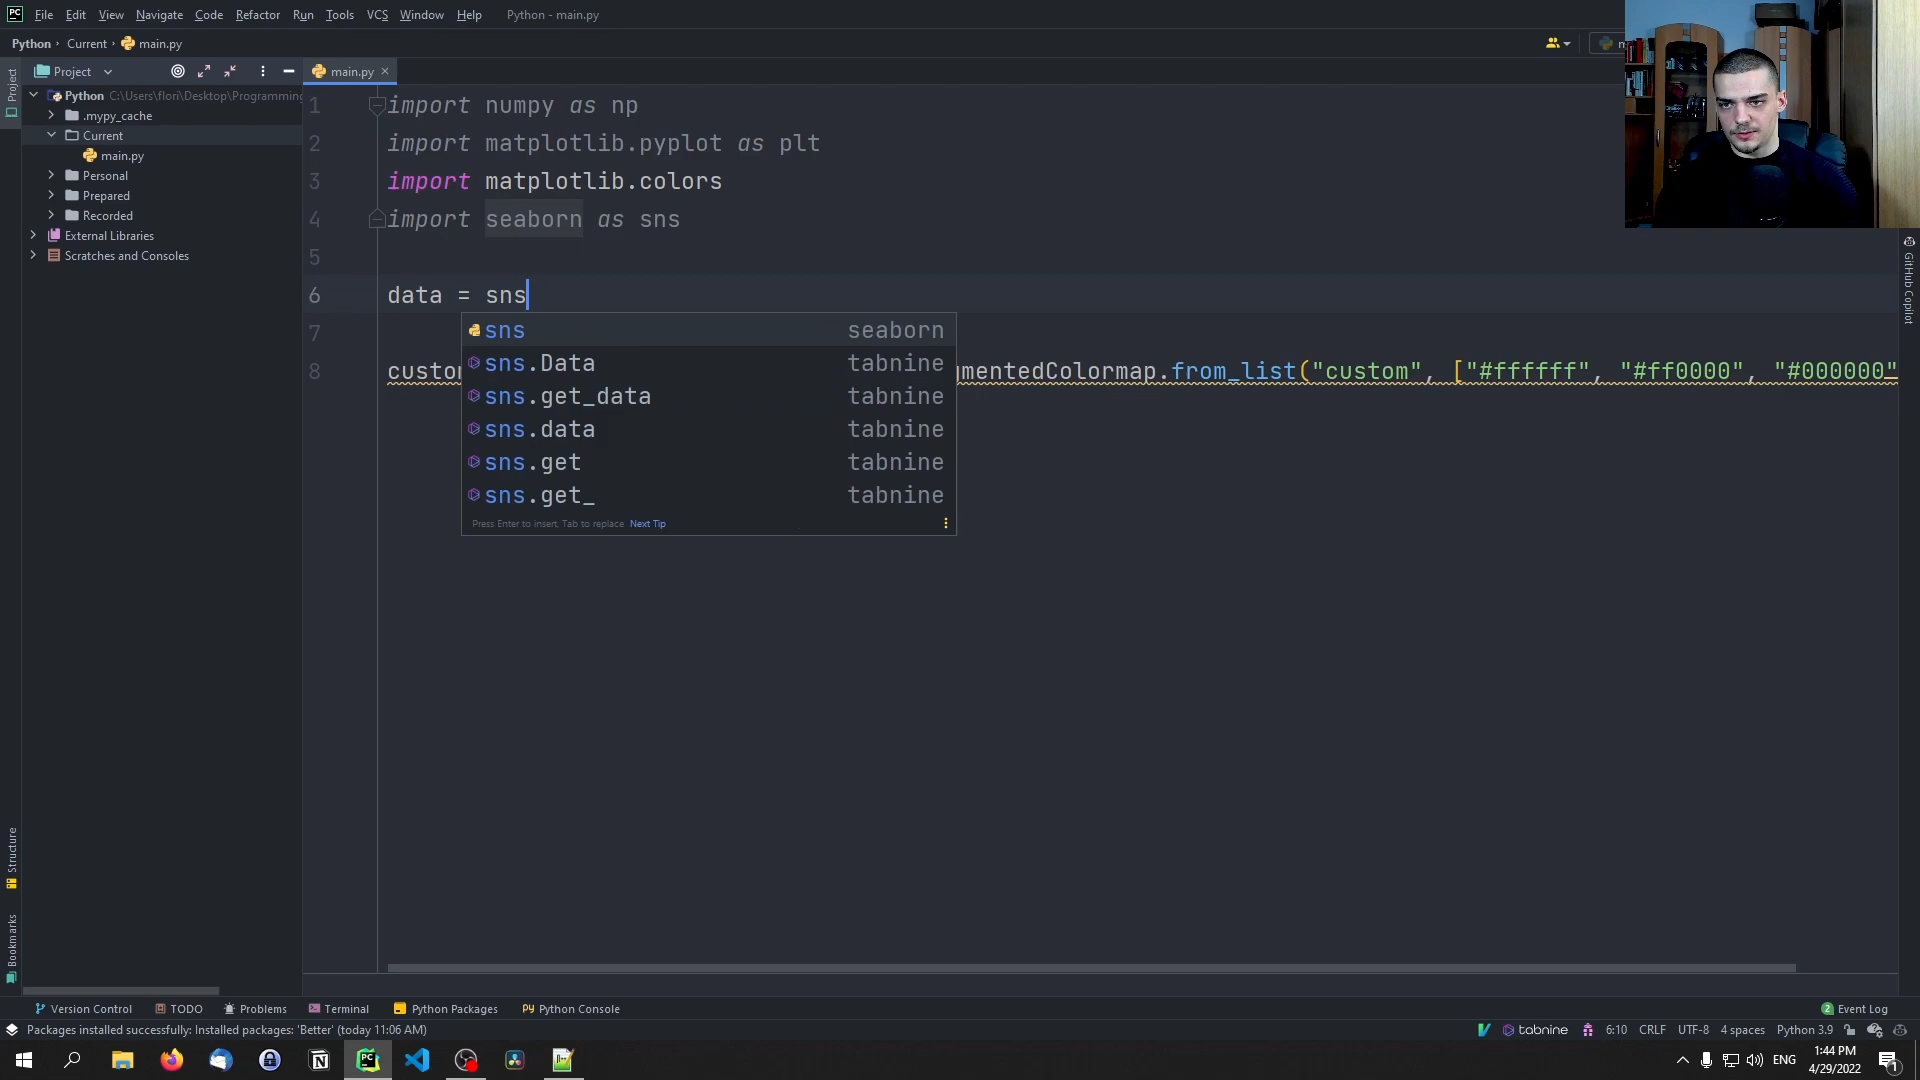 File Edit View Navigate Code Refactor Run Tools VCS Window Help Python - main.py
Python Current main.py
Project
Project
main.py
Python C:\Users\flori\Desktop\Programming
.mypy_cache
Current
main.py
Personal
Prepared
Recorded
External Libraries
Scratches and Consoles
1 import numpy as np
2 import matplotlib.pyplot as plt
3 import matplotlib.colors
4 import seaborn as sns
5
6 data = sns
7
8 custom gmentedColormap.from_list("custom", ["#ffffff", "#ff0000", "#000000"
sns seaborn
sns.Data tabnine
sns.get_data tabnine
sns.data tabnine
sns.get tabnine
sns.get_ tabnine
Press Enter to insert, Tab to replace Next Tip
GitHub Copilot
Structure
Bookmarks
Version Control TODO Problems Terminal Python Packages Python Console 2 Event Log
Packages installed successfully: Installed packages: 'Better' (today 11:06 AM) tabnine 6:10 CRLF UTF-8 4 spaces Python 3.9
ENG 1:44 PM
4/29/2022
1